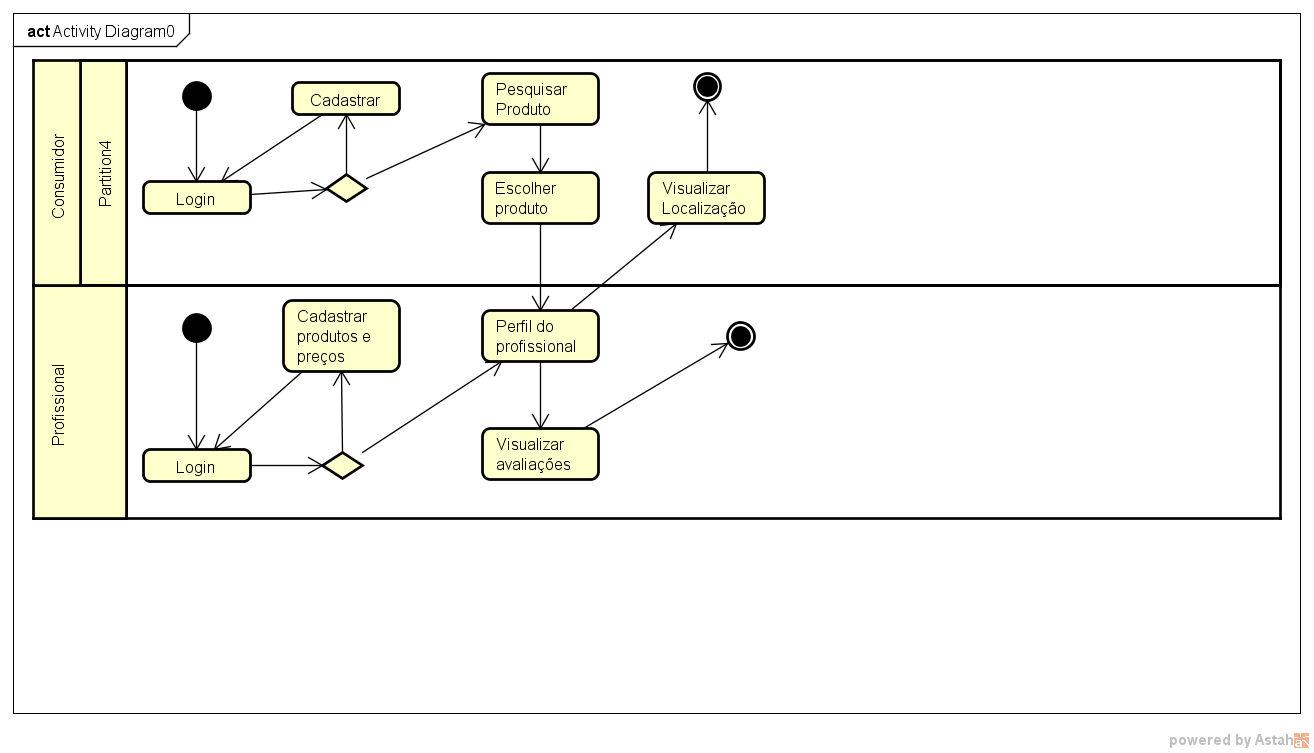 act Activity Diagram0
Consumidor
Partition4
Cadastrar
Login
Pesquisar
Produto
Escolher
produto
Visualizar
Localização
Profissional
Cadastrar
produtos e
preços
Login
Perfil do
profissional
Visualizar
avaliações
powered by Astah